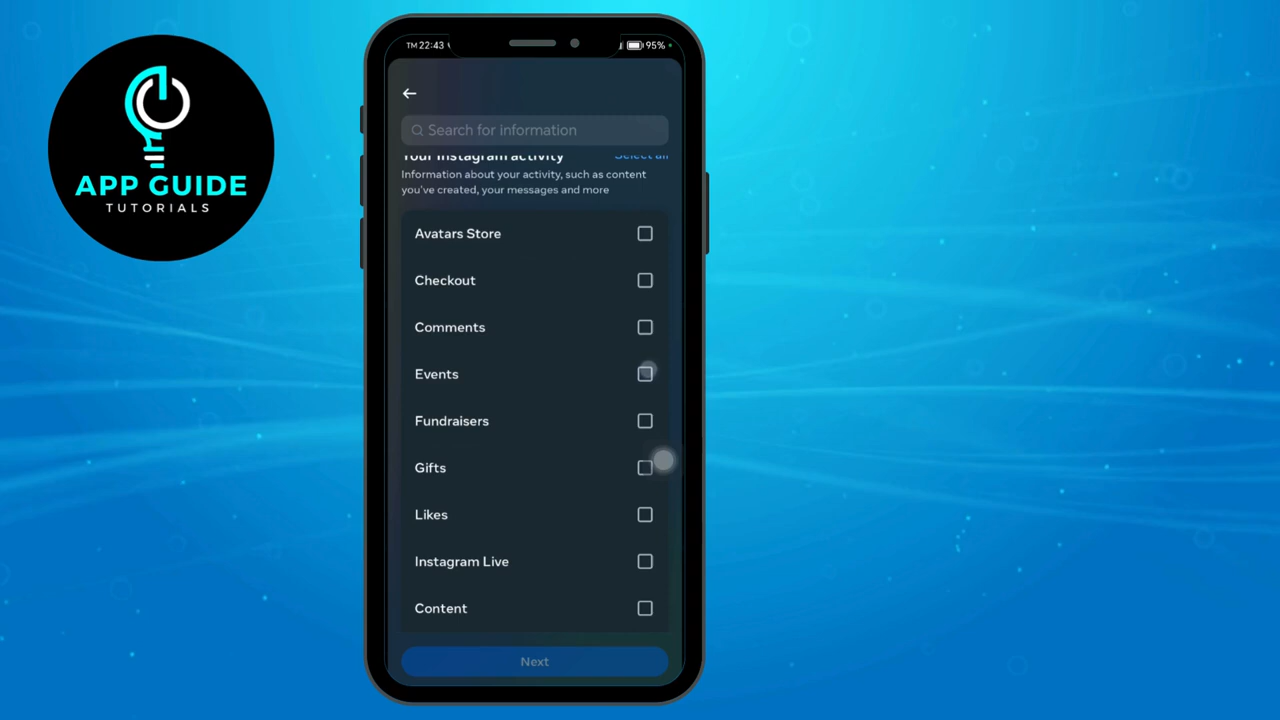 APP GUIDE
TUTORIALS
TM 22:43
95%
Search for information
Your Instagram activity
Select all
Information about your activity, such as content
you've created, your messages and more
Avatars Store
Checkout
Comments
Events
Fundraisers
Gifts
Likes
Instagram Live
Content
Next